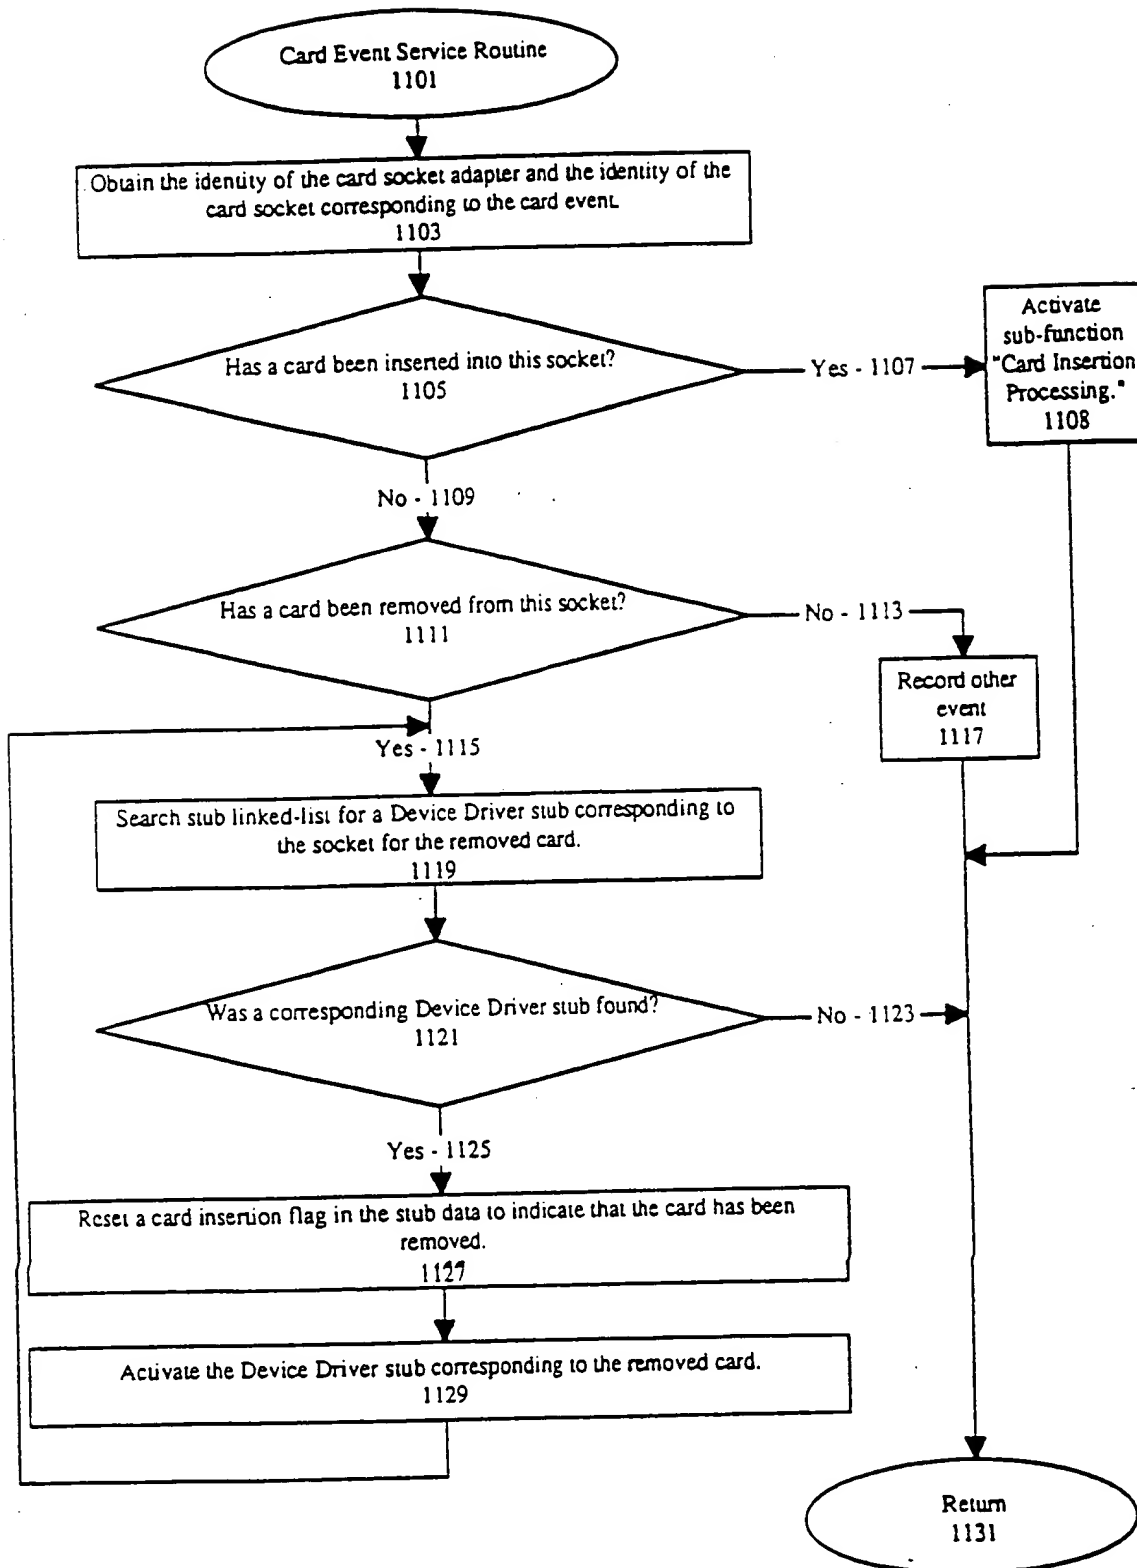 Card Event Service Routine
1101
Obtain the identity of the card socket adapter and the identity of the
card socket corresponding to the card event.
1103
Has a card been inserted into this socket?
1105
Yes - 1107
Activate
sub-function
"Card Insertion
Processing."
1108
No - 1109
Has a card been removed from this socket?
1111
No - 1113
Record other
event
1117
Yes - 1115
Search stub linked-list for a Device Driver stub corresponding to
the socket for the removed card.
1119
Was a corresponding Device Driver stub found?
1121
No - 1123
Yes - 1125
Reset a card insertion flag in the stub data to indicate that the card has been
removed.
1127
Activate the Device Driver stub corresponding to the removed card.
1129
Return
1131